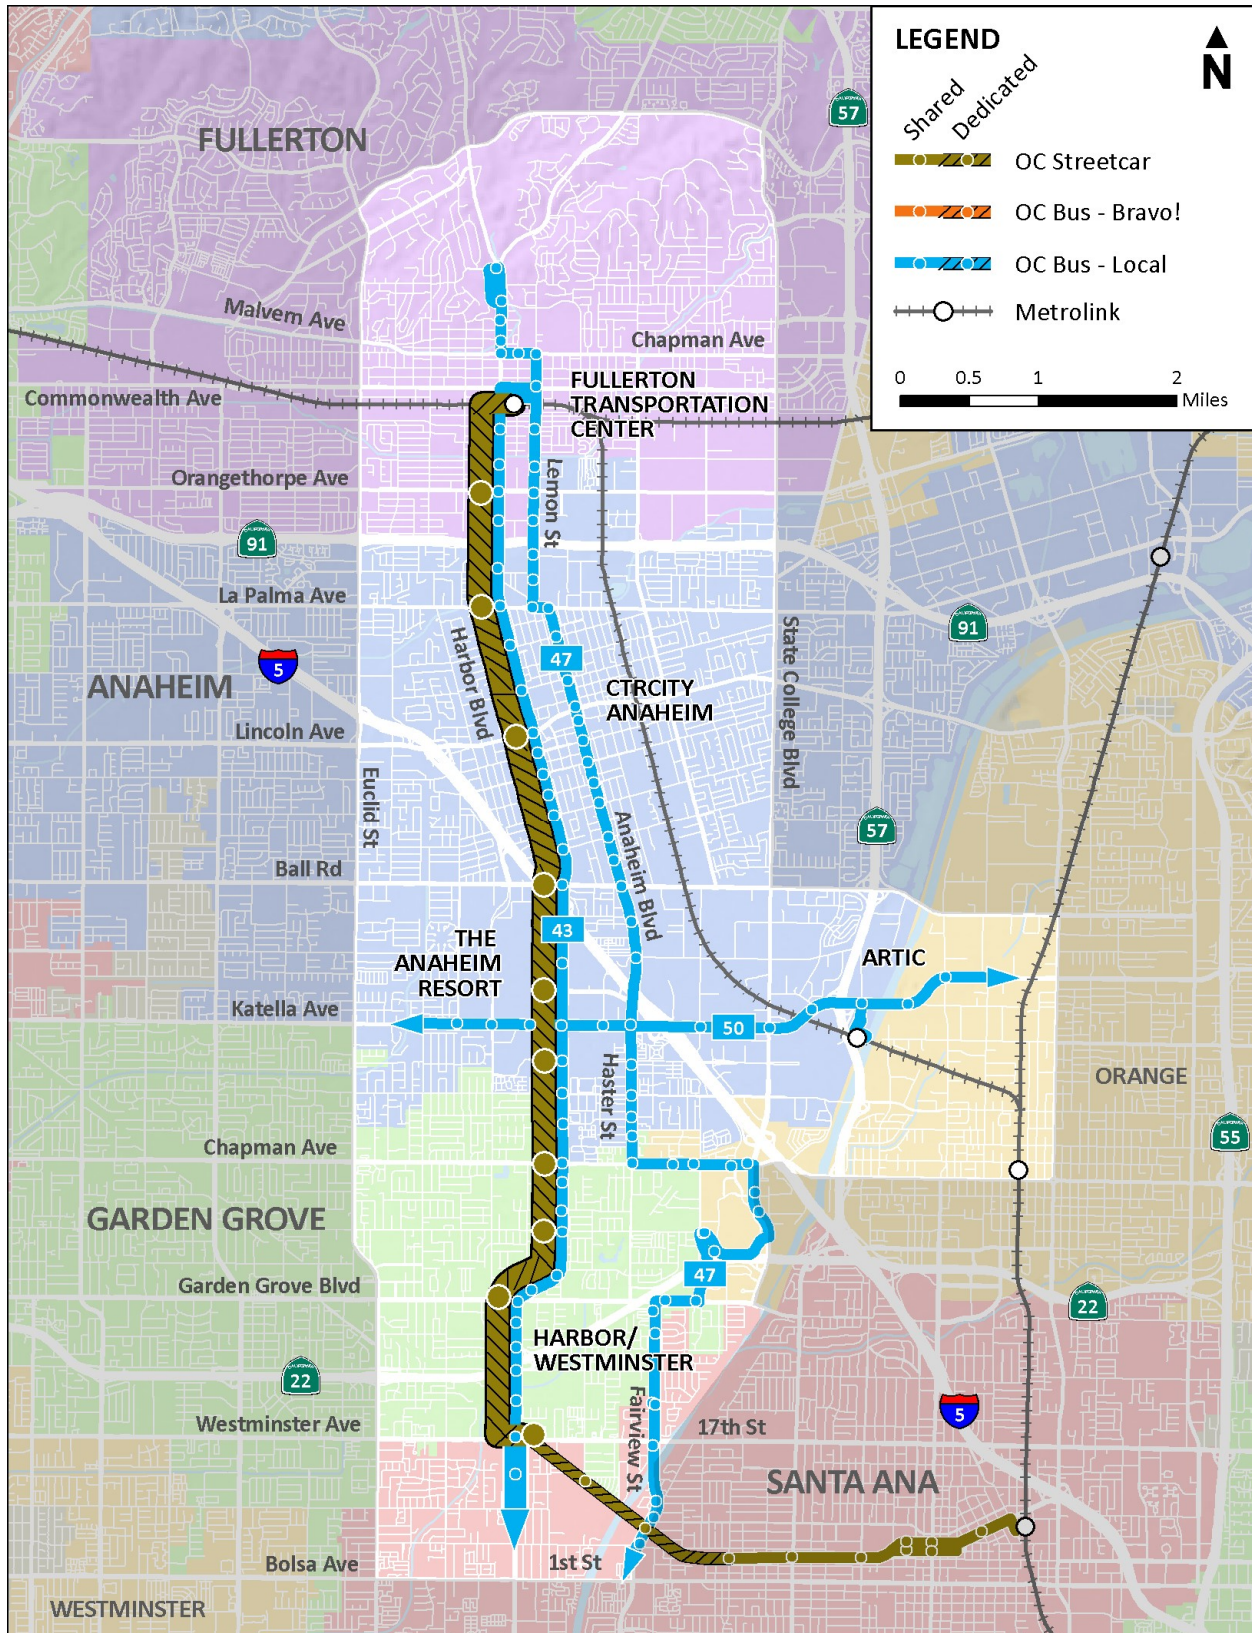 LEGEND
N
Shared
Dedicated
OC Streetcar
OC Bus - Bravo!
OC Bus - Local
Metrolink
0 0.5 1 2
Miles
57
FULLERTON
Malvern Ave
Chapman Ave
Commonwealth Ave
FULLERTON
TRANSPORTATION
CENTER
Orangethorpe Ave
Lemon St
91
La Palma Ave
91
5
ANAHEIM
Harbor Blvd
47
CTRCITY
ANAHEIM
State College Blvd
Lincoln Ave
Euclid St
57
Anaheim Blvd
Ball Rd
43
THE
ANAHEIM
RESORT
ARTIC
Katella Ave
50
Haster St
ORANGE
55
Chapman Ave
GARDEN GROVE
47
Garden Grove Blvd
22
HARBOR/
WESTMINSTER
22
Fairview St
5
Westminster Ave
17th St
SANTA ANA
Bolsa Ave
1st St
WESTMINSTER